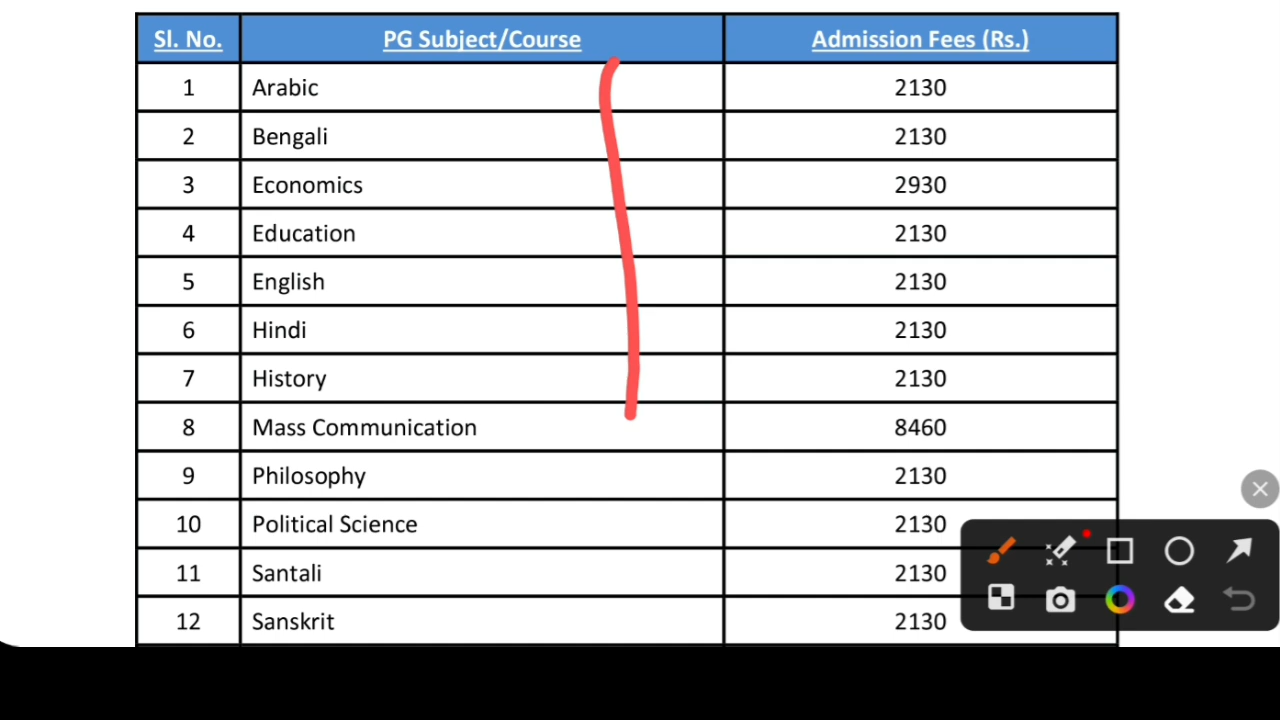 Sl. No. PG Subject/Course Admission Fees (Rs.)
1 Arabic 2130
2 Bengali 2130
3 Economics 2930
4 Education 2130
5 English 2130
6 Hindi 2130
7 History 2130
8 Mass Communication 8460
9 Philosophy 2130
10 Political Science 2130
11 Santali 2130
12 Sanskrit 2130